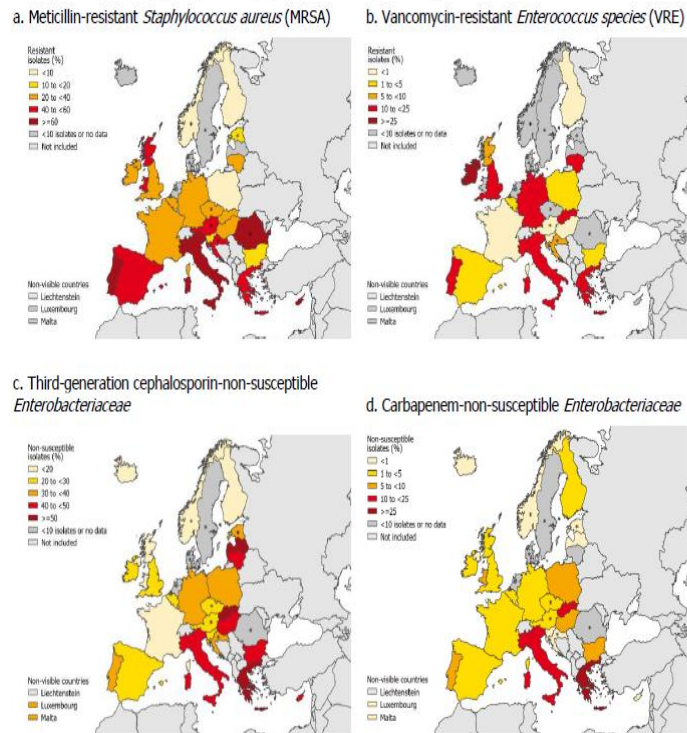 a. Meticillin-resistant Staphylococcus aureus (MRSA)
Resistant
isolates (%)
<10
10 to <20
20 to <40
40 to <60
>=60
<10 isolates or no data
Not included
Non-visible countries
Liechtenstein
Luxembourg
Malta
b. Vancomycin-resistant Enterococcus species (VRE)
Resistant
isolates (%)
<1
1 to <5
5 to <10
10 to <25
>=25
<10 isolates or no data
Not included
Non-visible countries
Liechtenstein
Luxembourg
Malta
c. Third-generation cephalosporin-non-susceptible
Enterobacteriaceae
Non-susceptible
isolates (%)
<20
20 to <30
30 to <40
40 to <50
>=50
<10 isolates or no data
Not included
Non-visible countries
Liechtenstein
Luxembourg
Malta
d. Carbapenem-non-susceptible Enterobacteriaceae
Non-susceptible
isolates (%)
<1
1 to <5
5 to <10
10 to <25
>=25
<10 isolates or no data
Not included
Non-visible countries
Liechtenstein
Luxembourg
Malta